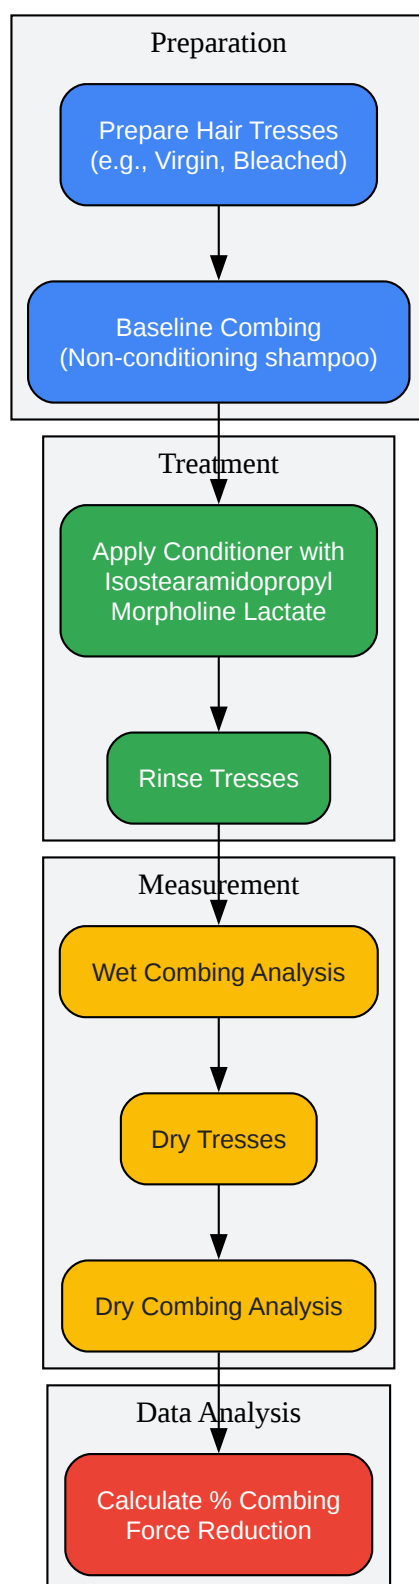 Preparation
Prepare Hair Tresses
(e.g., Virgin, Bleached)
Baseline Combing
(Non-conditioning shampoo)
Treatment
Apply Conditioner with
Isostearamidopropyl
Morpholine Lactate
Rinse Tresses
Measurement
Wet Combing Analysis
Dry Tresses
Dry Combing Analysis
Data Analysis
Calculate % Combing
Force Reduction